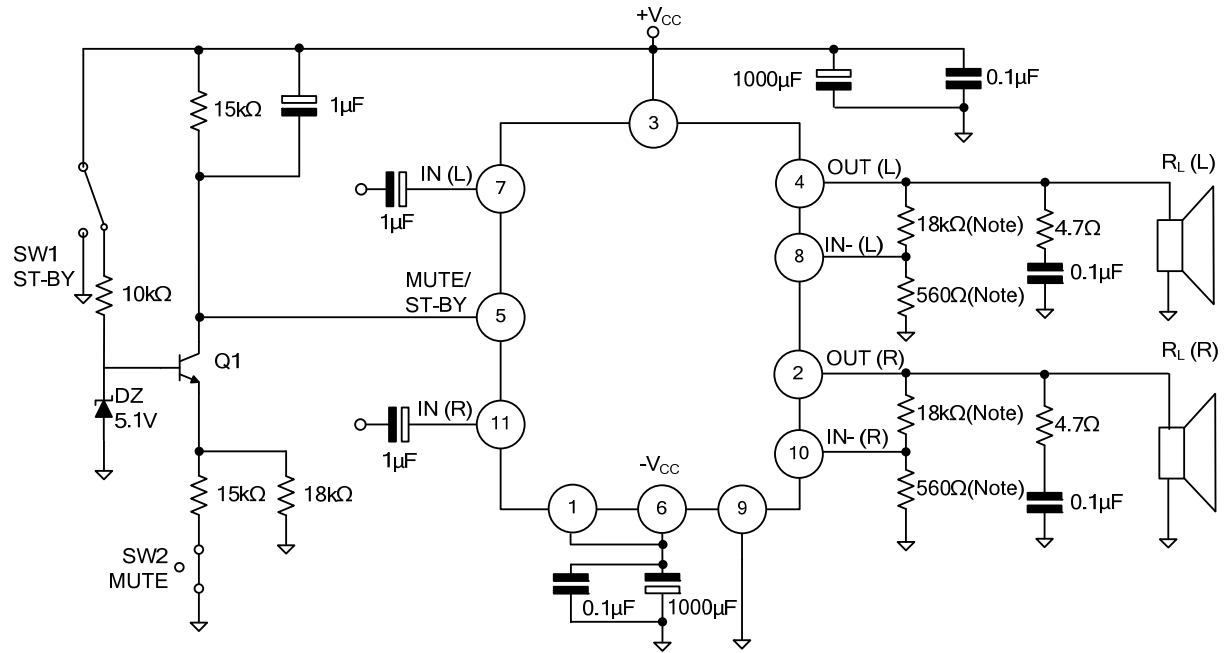 +VCC
15kΩ
1µF
1000µF
0.1µF
3
IN (L)
7
1µF
4
OUT (L)
RL (L)
18kΩ(Note)
4.7Ω
IN- (L)
8
560Ω(Note)
0.1µF
SW1
ST-BY
10kΩ
MUTE/
ST-BY
5
Q1
DZ
5.1V
2
OUT (R)
RL (R)
18kΩ(Note)
4.7Ω
IN (R)
11
1µF
IN- (R)
10
560Ω(Note)
0.1µF
-VCC
15kΩ
18kΩ
1
6
9
SW2
MUTE
0.1µF
1000µF